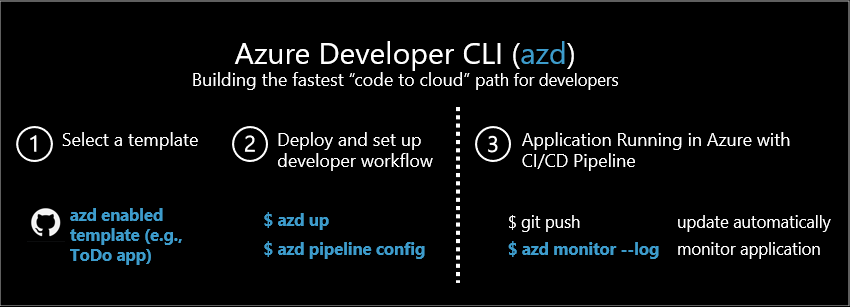 Azure Developer CLI (azd)
Building the fastest “code to cloud” path for developers
1 Select a template
azd enabled
template (e.g.,
ToDo app)
2 Deploy and set up
developer workflow
$ azd up
$ azd pipeline config
3 Application Running in Azure with
CI/CD Pipeline
$ git push update automatically
$ azd monitor --log monitor application